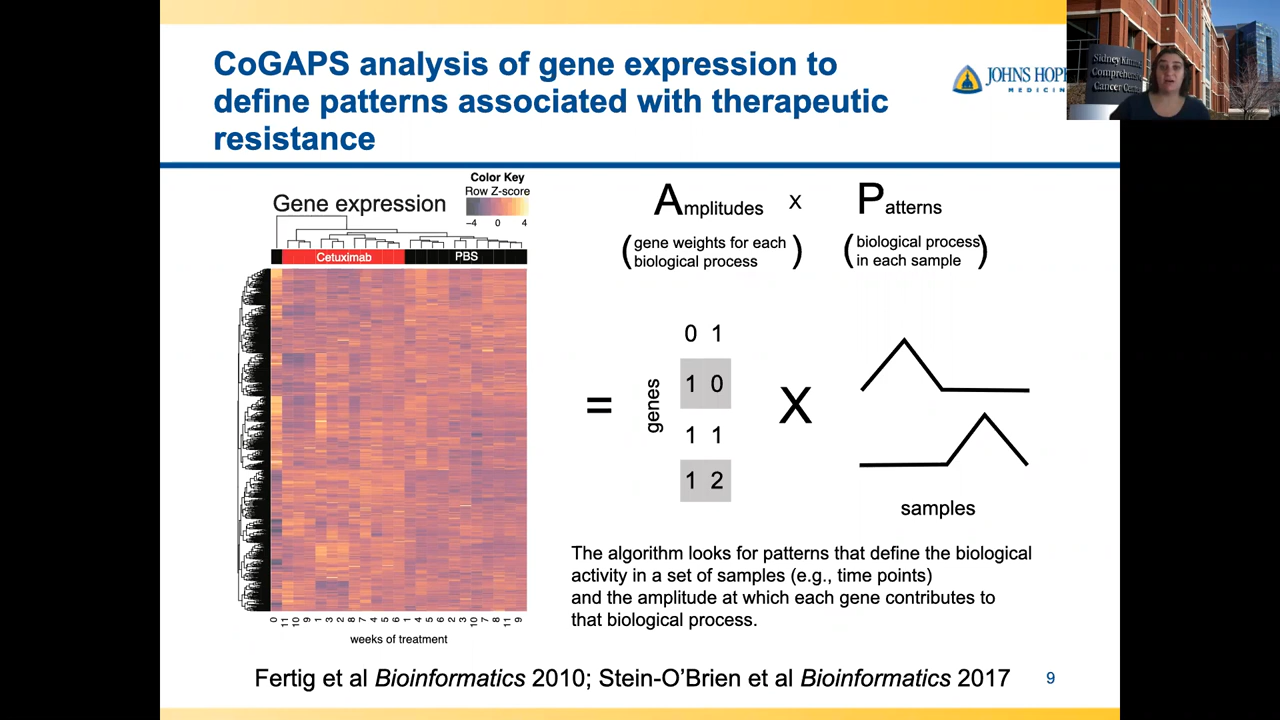 CoGAPS analysis of gene expression to
define patterns associated with therapeutic
resistance
JOHNS
MEDICIN
Sidney
Comprehensive
Cancer
Color Key
Row Z-score
−4 0 4
Gene expression
Cetuximab PBS
0 11 10 9 1 3 2 8 7 4 5 6 1 4 5 6 2 3 10 7 8 11 9
weeks of treatment
Amplitudes x Patterns
(gene weights for each
biological process)
(biological process
in each sample)
=
genes
0 1
1 0
1 1
1 2
X
samples
The algorithm looks for patterns that define the biological
activity in a set of samples (e.g., time points)
and the amplitude at which each gene contributes to
that biological process.
Fertig et al Bioinformatics 2010; Stein-O’Brien et al Bioinformatics 2017
9